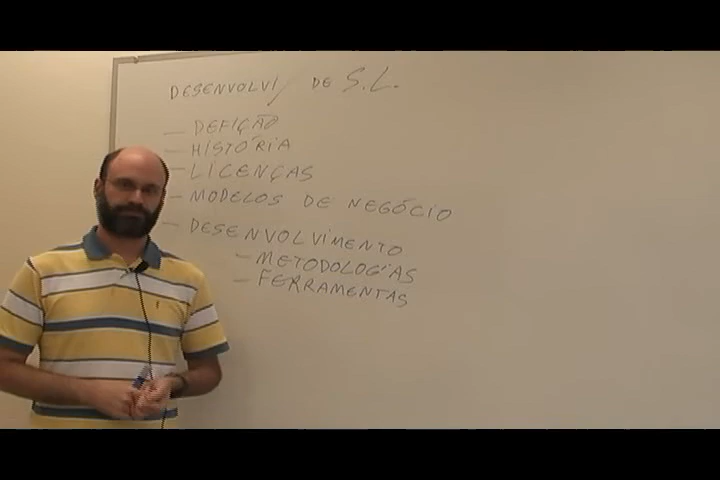 DESENVOLVI/ DE S.L.
— DEFIÇÃO
— HISTÓRIA
— LICENÇAS
— MODELOS DE NEGÓCIO
— DESENVOLVIMENTO
— METODOLOGIAS
— FERRAMENTAS